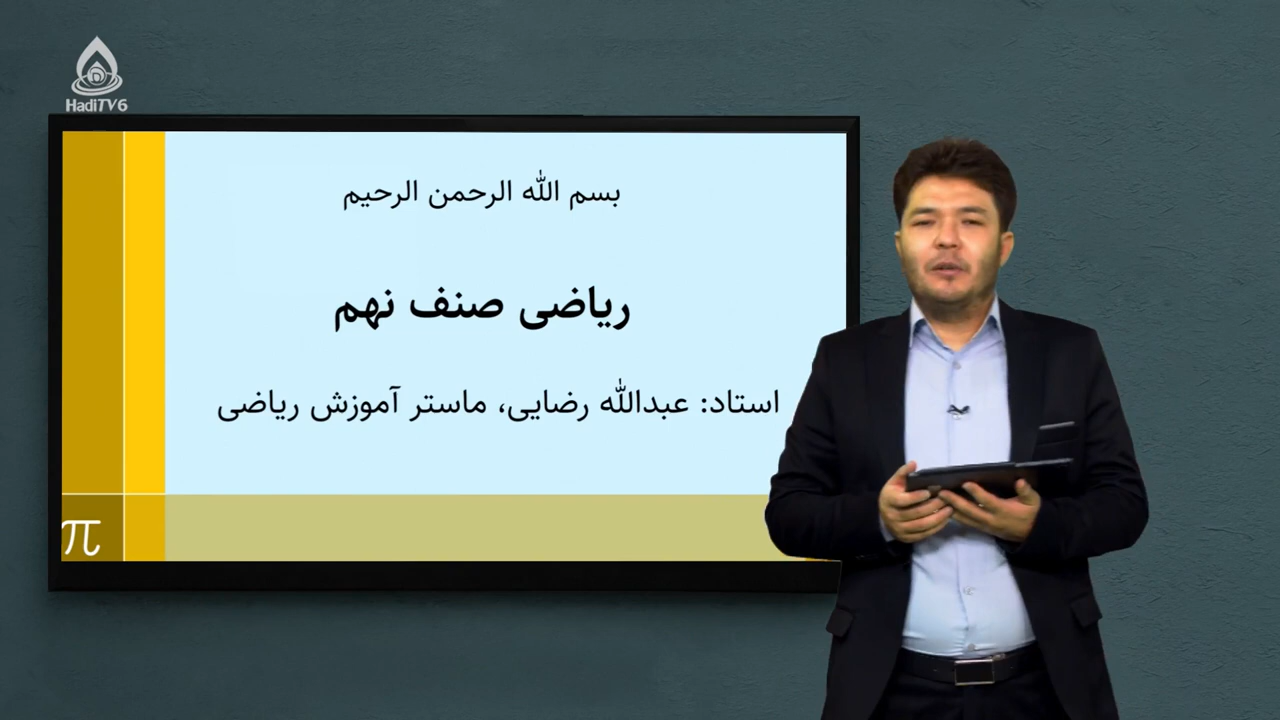 HadiTV6
بسم الله الرحمن الرحیم
ریاضی صنف نهم
استاد: عبدالله رضایی، ماستر آموزش ریاضی
π